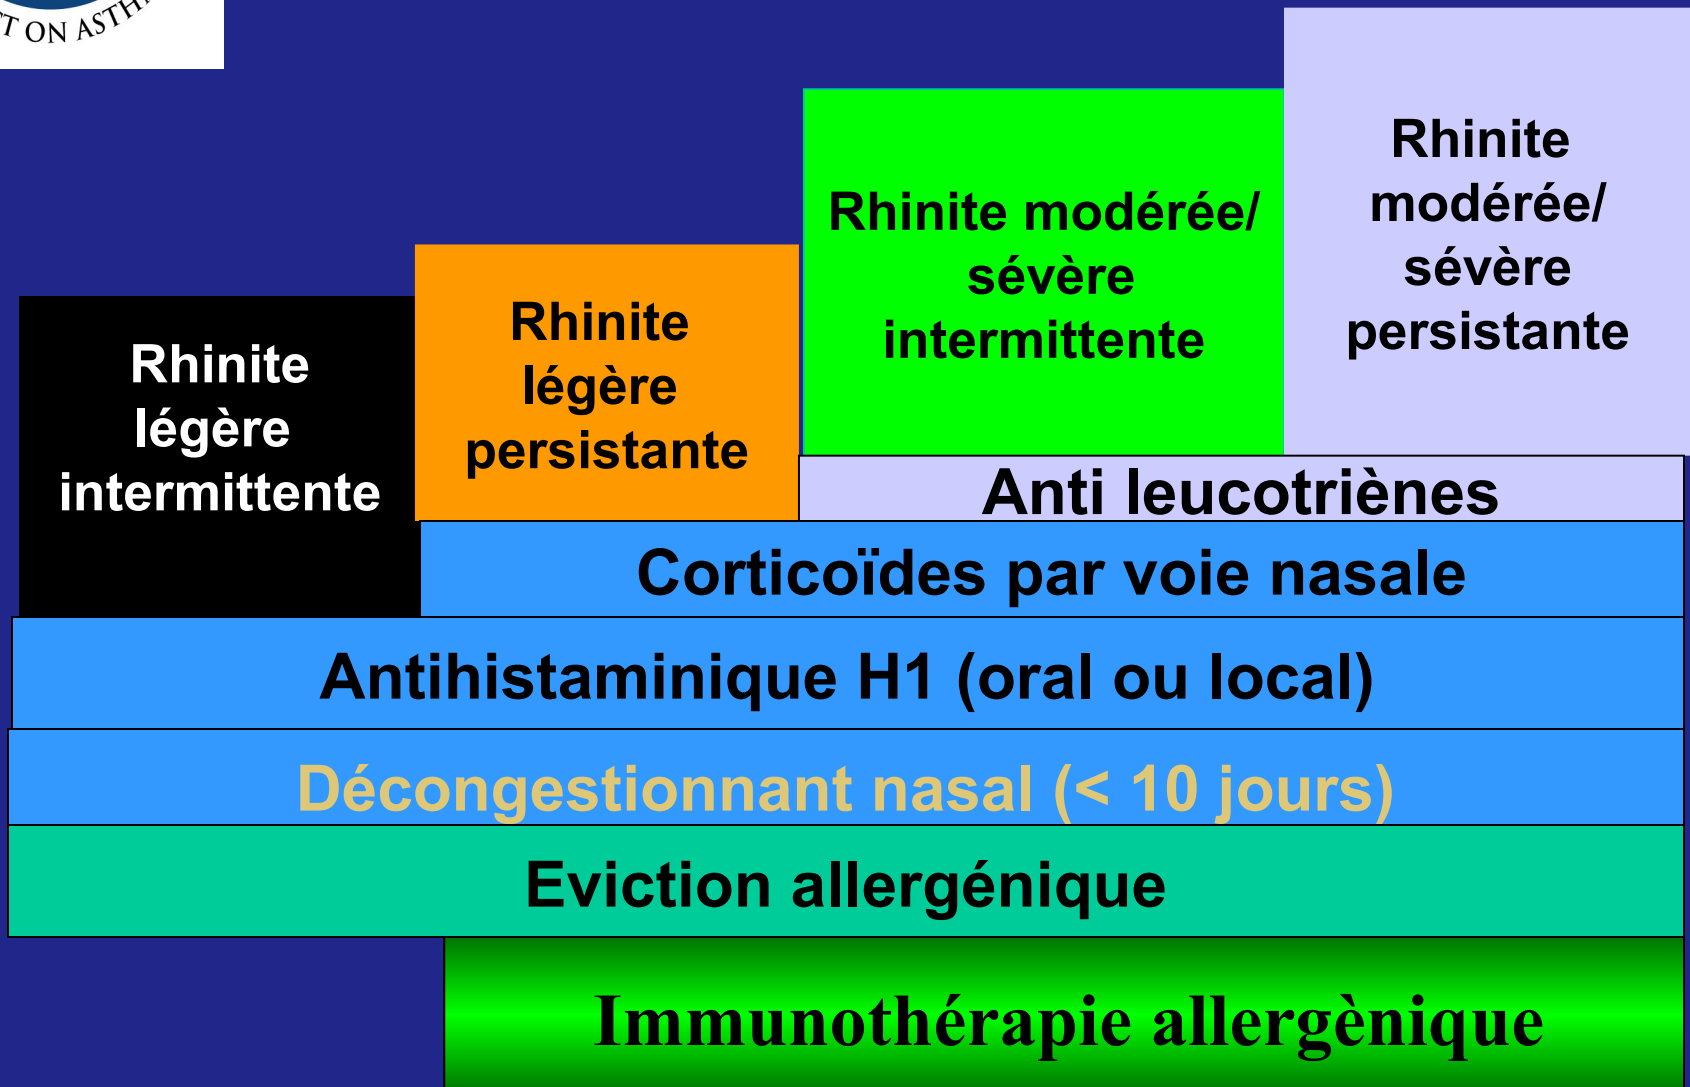 T ON ASTH
Rhinite
légère
intermittente
Rhinite
légère
persistante
Rhinite modérée/
sévère
intermittente
Rhinite
modérée/
sévère
persistante
Anti leucotriènes
Corticoïdes par voie nasale
Antihistaminique H1 (oral ou local)
Décongestionnant nasal (< 10 jours)
Eviction allergénique
Immunothérapie allergènique